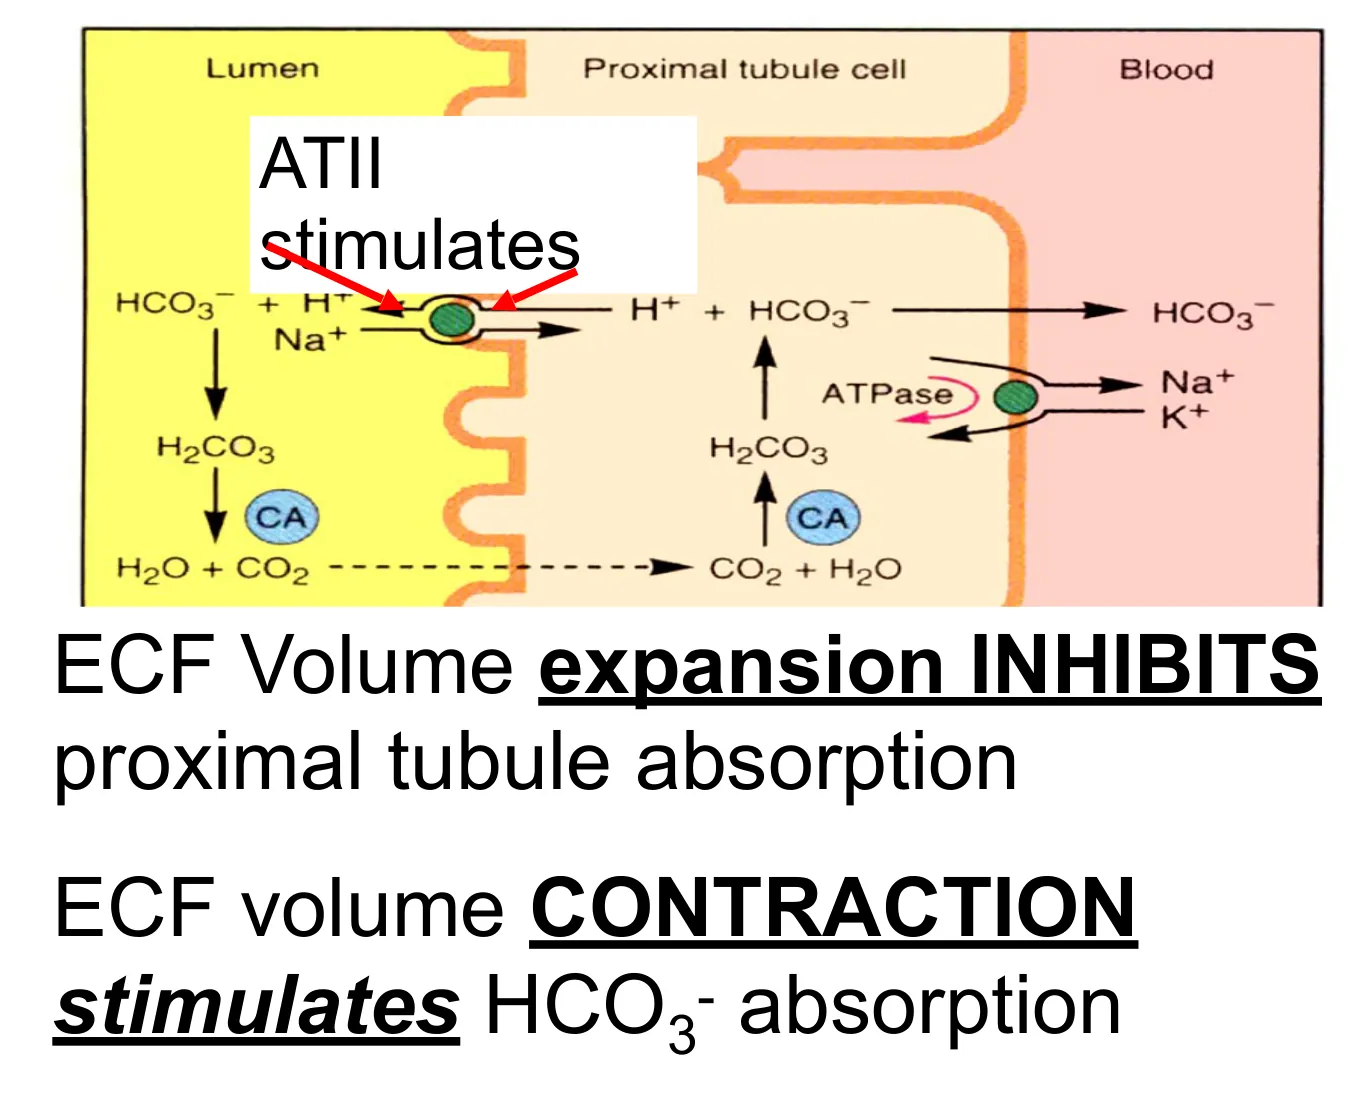 Lumen
Proximal tubule cell
Blood
ATII
stimulates
HCO₃⁻ + H⁺
H⁺ + HCO₃⁻
HCO₃⁻
Na⁺
ATPase
Na⁺
K⁺
H₂CO₃
H₂CO₃
CA
CA
H₂O + CO₂
CO₂ + H₂O
ECF Volume expansion INHIBITS
proximal tubule absorption
ECF volume CONTRACTION
stimulates HCO₃⁻ absorption